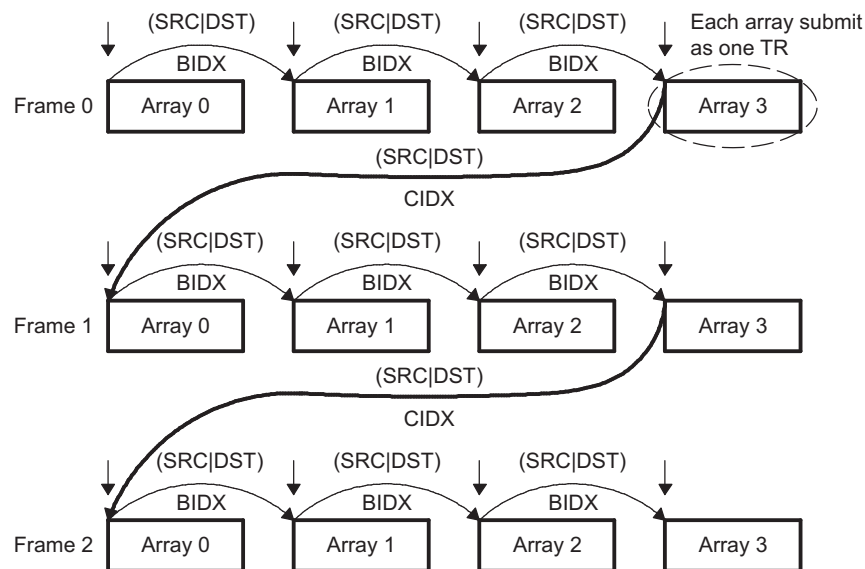 (SRC|DST) (SRC|DST) (SRC|DST) Each array submit
as one TR
BIDX BIDX BIDX
Frame 0 Array 0 Array 1 Array 2 Array 3
(SRC|DST)
CIDX
(SRC|DST) (SRC|DST) (SRC|DST)
BIDX BIDX BIDX
Frame 1 Array 0 Array 1 Array 2 Array 3
(SRC|DST)
CIDX
(SRC|DST) (SRC|DST) (SRC|DST)
BIDX BIDX BIDX
Frame 2 Array 0 Array 1 Array 2 Array 3